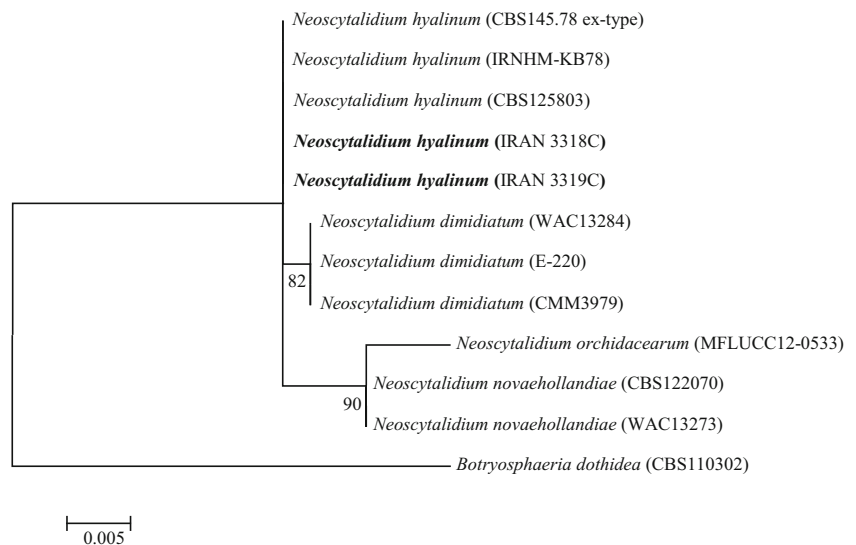 Neoscytalidium hyalinum (CBS145.78 ex-type)
Neoscytalidium hyalinum (IRNHM-KB78)
Neoscytalidium hyalinum (CBS125803)
Neoscytalidium hyalinum (IRAN 3318C)
Neoscytalidium hyalinum (IRAN 3319C)
Neoscytalidium dimidiatum (WAC13284)
Neoscytalidium dimidiatum (E-220)
82
Neoscytalidium dimidiatum (CMM3979)
Neoscytalidium orchidacearum (MFLUCC12-0533)
Neoscytalidium novaehollandiae (CBS122070)
90
Neoscytalidium novaehollandiae (WAC13273)
Botryosphaeria dothidea (CBS110302)
0.005